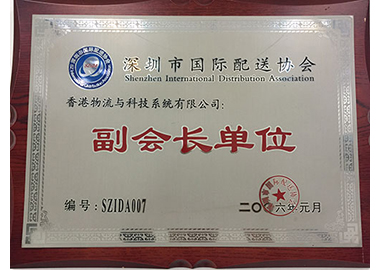 深圳市国际配送协会
Shenzhen International Distribution Association
香港物流与科技系统有限公司:
副会长单位
编号:SZIDA007
二〇〇六年元月